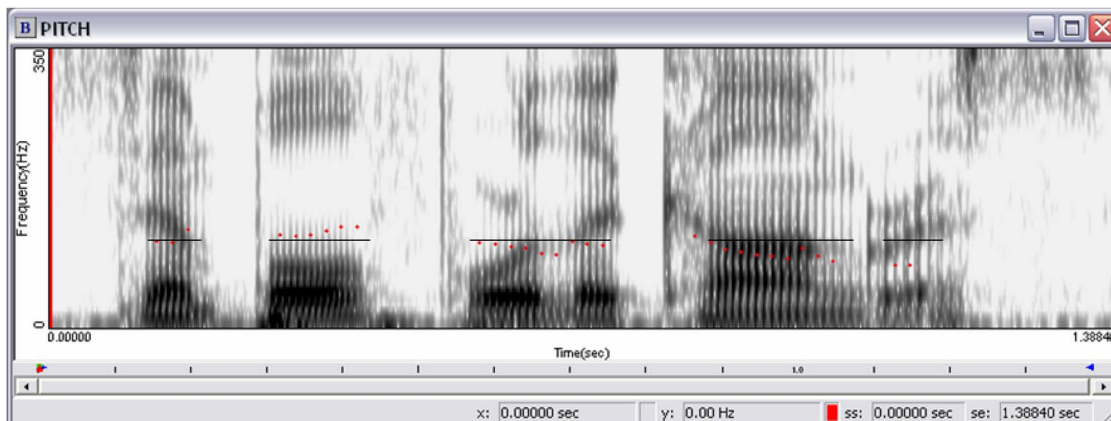 B PITCH
350
Frequency(Hz)
0
0.00000
1.38840
Time(sec)
1.0
x: 0.00000 sec y: 0.00 Hz ss: 0.00000 sec se: 1.38840 sec